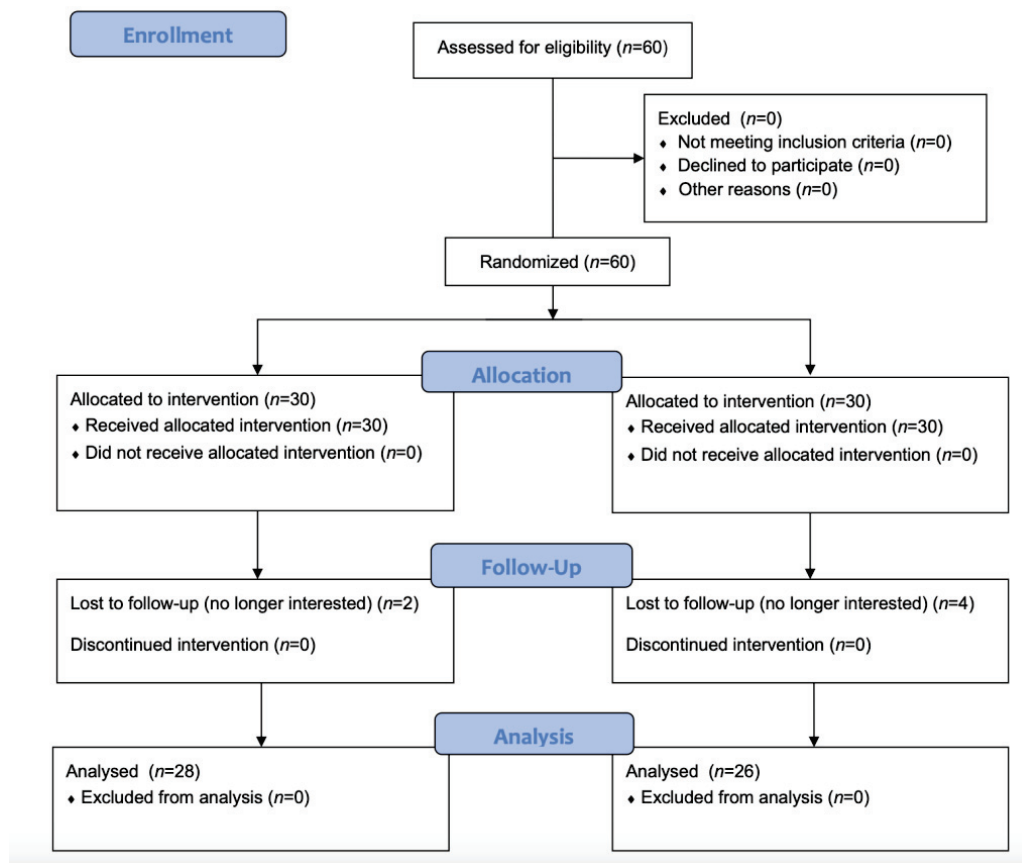 Enrollment
Assessed for eligibility (n=60)
Excluded  (n=0)
♦ Not meeting inclusion criteria (n=0)
♦ Declined to participate (n=0)
♦ Other reasons (n=0)
Randomized (n=60)
Allocation
Allocated to intervention (n=30)
♦ Received allocated intervention (n=30)
♦ Did not receive allocated intervention (n=0)
Allocated to intervention (n=30)
♦ Received allocated intervention (n=30)
♦ Did not receive allocated intervention (n=0)
Follow-Up
Lost to follow-up (no longer interested) (n=2)
Discontinued intervention (n=0)
Lost to follow-up (no longer interested) (n=4)
Discontinued intervention (n=0)
Analysis
Analysed  (n=28)
♦ Excluded from analysis (n=0)
Analysed  (n=26)
♦ Excluded from analysis (n=0)